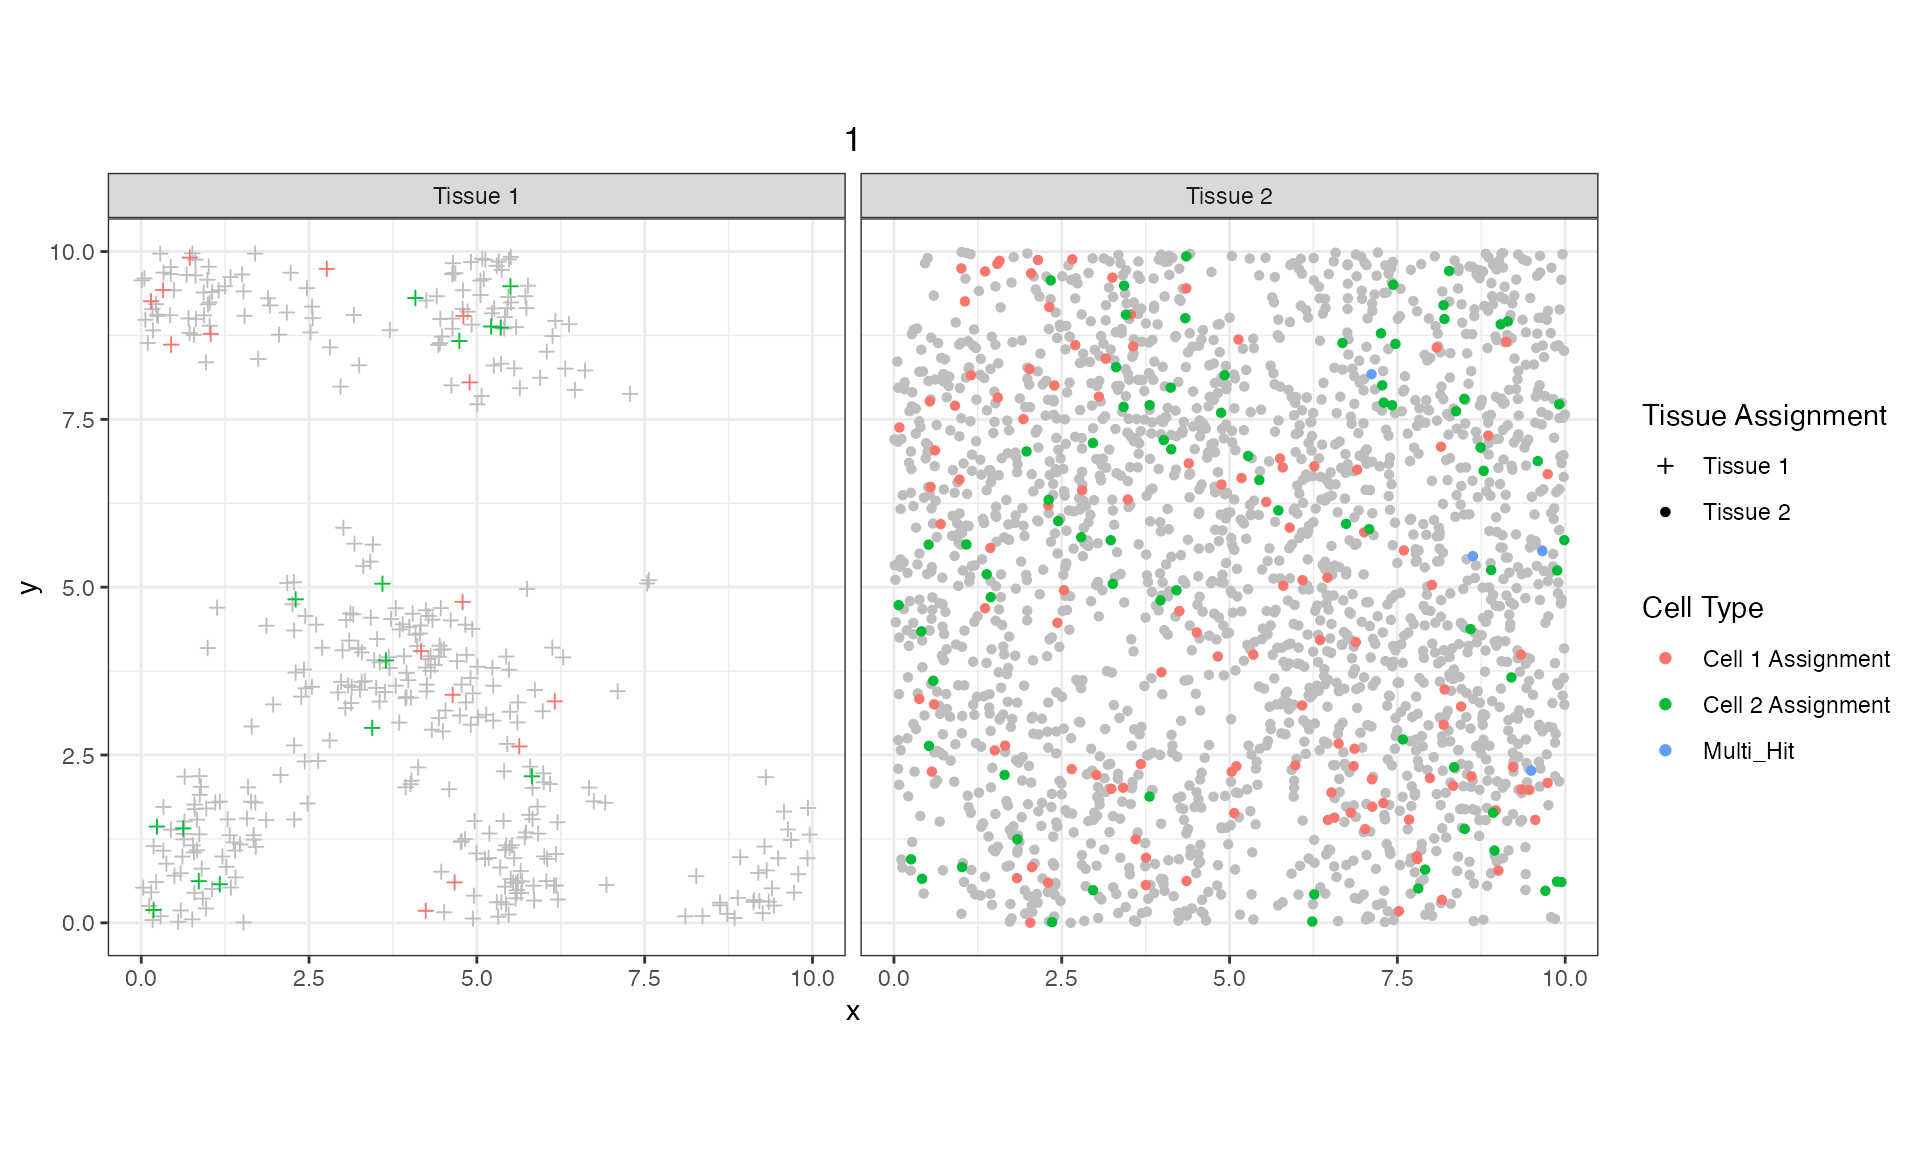 1
Tissue 1
Tissue 2
10.0
7.5
5.0
2.5
0.0
y
0.0 2.5 5.0 7.5 10.0
0.0 2.5 5.0 7.5 10.0
x
Tissue Assignment
Tissue 1
Tissue 2
Cell Type
Cell 1 Assignment
Cell 2 Assignment
Multi_Hit